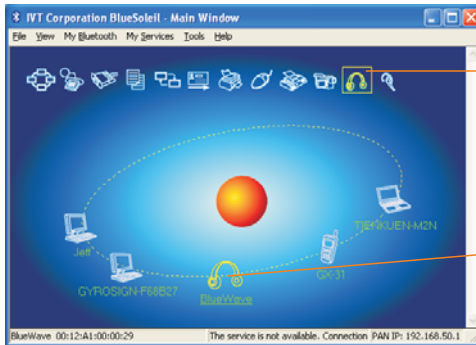 IVT Corporation BlueSoleil - Main Window
File View My Bluetooth My Services Tools Help
TIEFKUEN-M2N
Jeff
GX-31
GYROSIGN-F68B27
BlueWave
BlueWave 00:12:A1:00:00:29 The service is not available. Connection PAN IP: 192.168.50.1